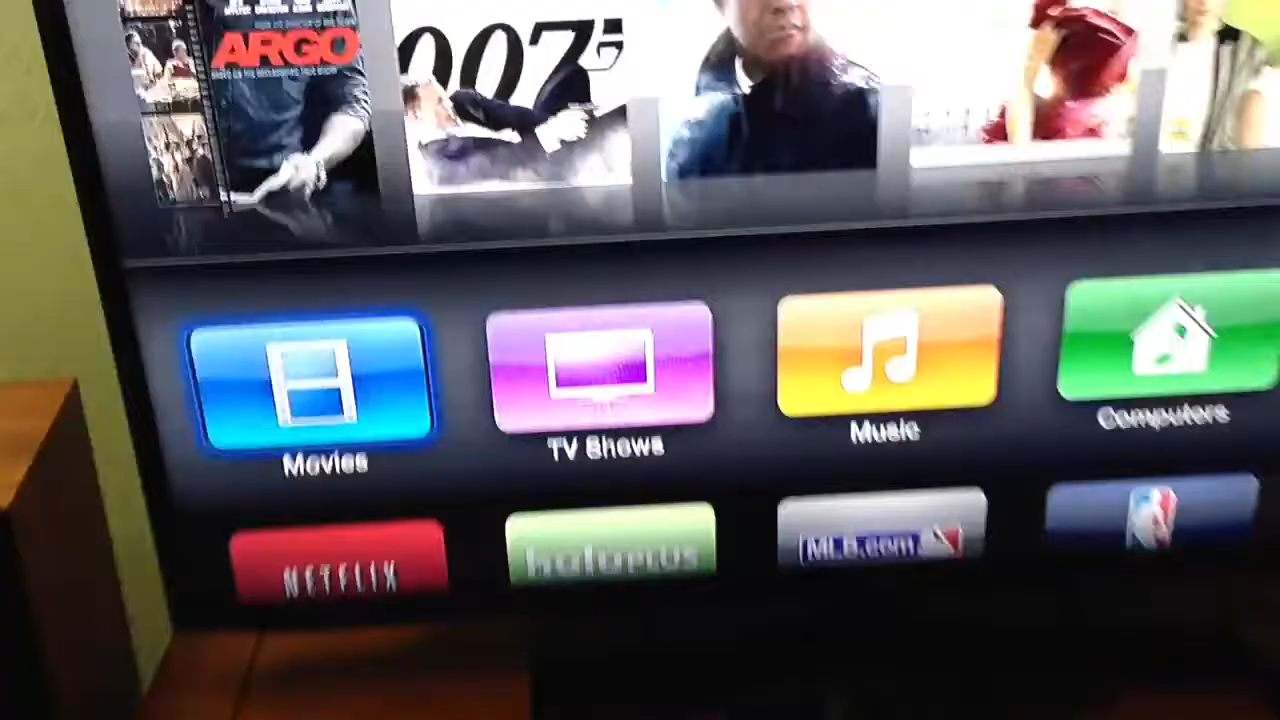 ARGO
007
Movies
TV Shows
Music
Computers
NETFLIX
huluplus
MLB.com